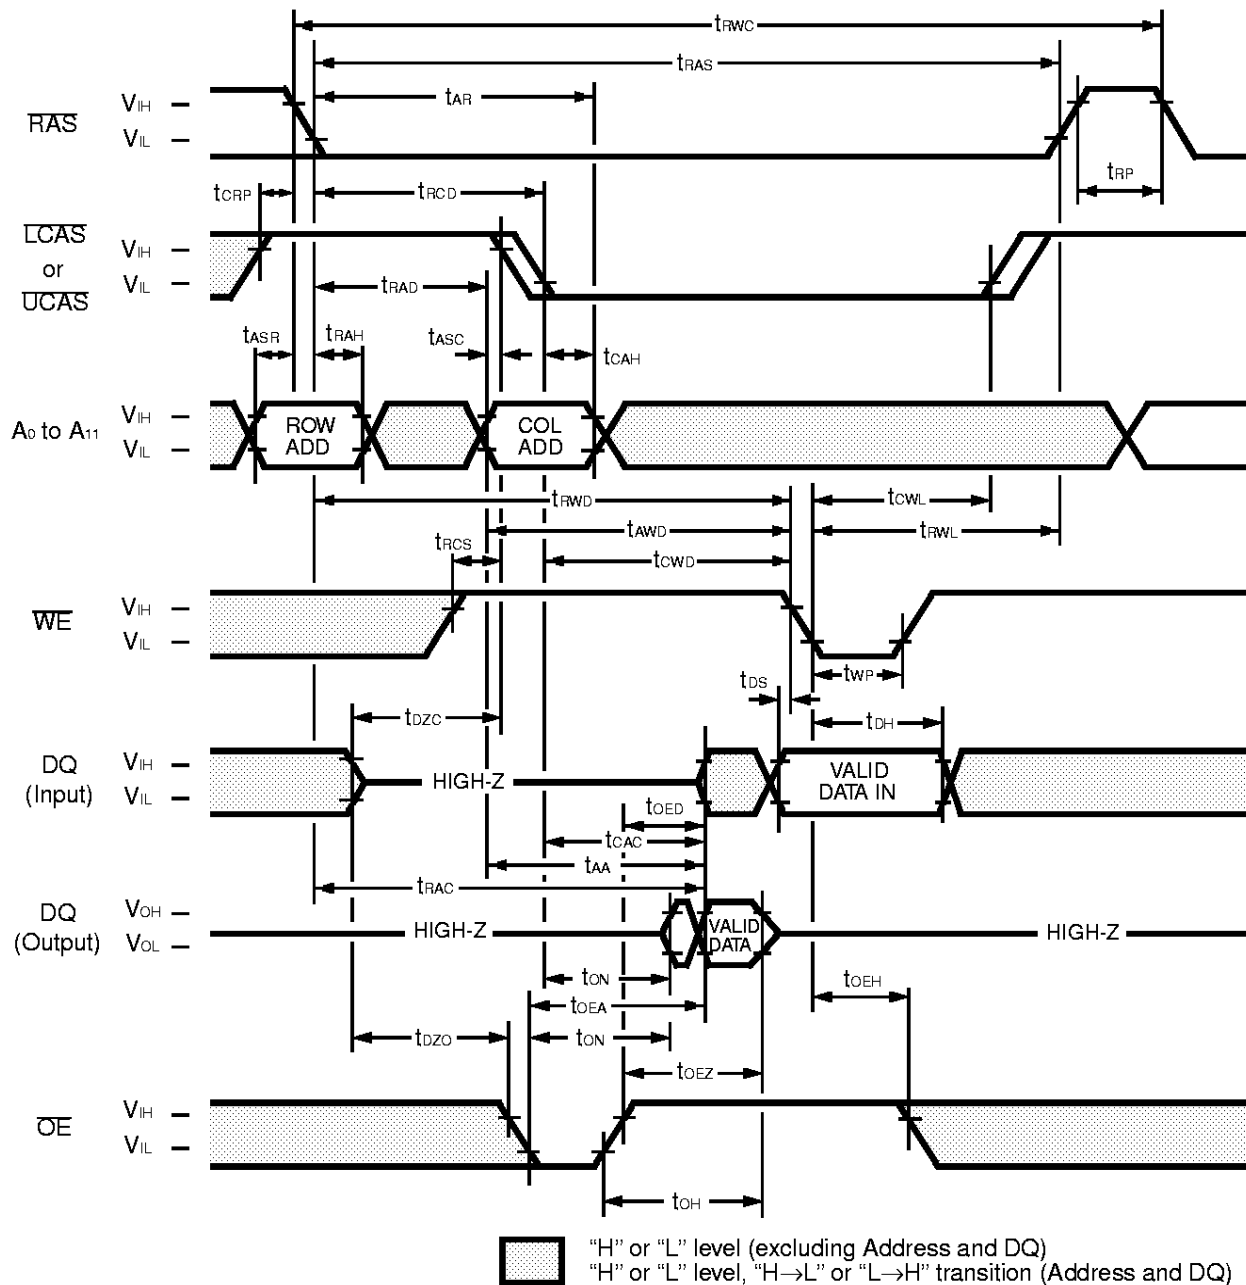 tRWC
tRAS
tAR
RAS VIH VIL
tCRP tRCD tRP
LCAS or UCAS VIH VIL
tRAD
tASR tRAH tASC tCAH
A0 to A11 VIH VIL ROW ADD COL ADD
tRWD tCWL
tAWD tRWL
tRCS tCWD
WE VIH VIL
tDS tWP
tDZC tDH
DQ (Input) VIH VIL HIGH-Z VALID DATA IN
tOED
tCAC
tAA
tRAC
DQ (Output) VOH VOL HIGH-Z VALID DATA HIGH-Z
tON tOEH
tOEA
tDZO tON
tOEZ
OE VIH VIL
tOH
“H” or “L” level (excluding Address and DQ)
“H” or “L” level, “H→L” or “L→H” transition (Address and DQ)